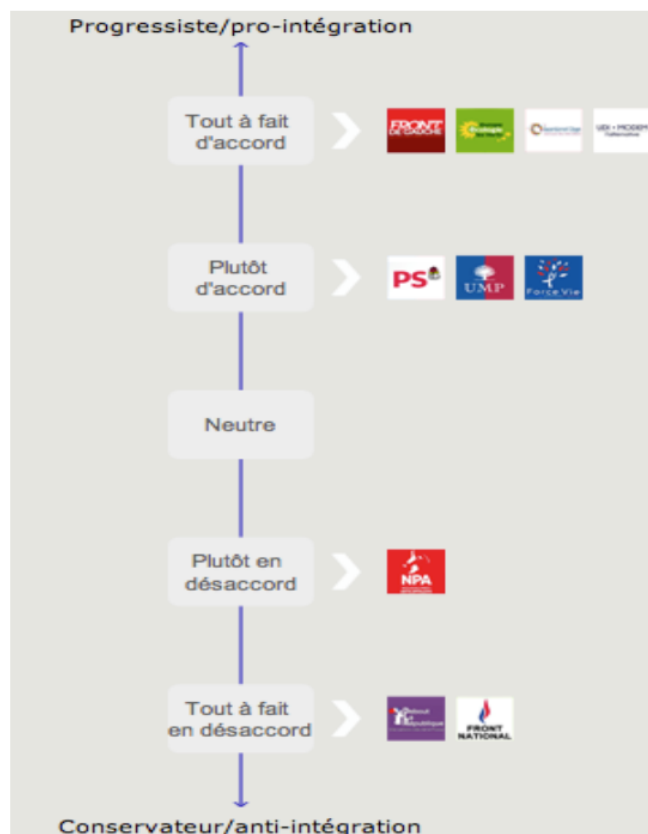 Progressiste/pro-intégration
Tout à fait
d'accord
FRONT
DE GAUCHE
UDI • MODEM
Plutôt
d'accord
PS
UMP
Force Vie
Neutre
Plutôt en
désaccord
NPA
Tout à fait
en désaccord
FRONT
NATIONAL
Conservateur/anti-intégration